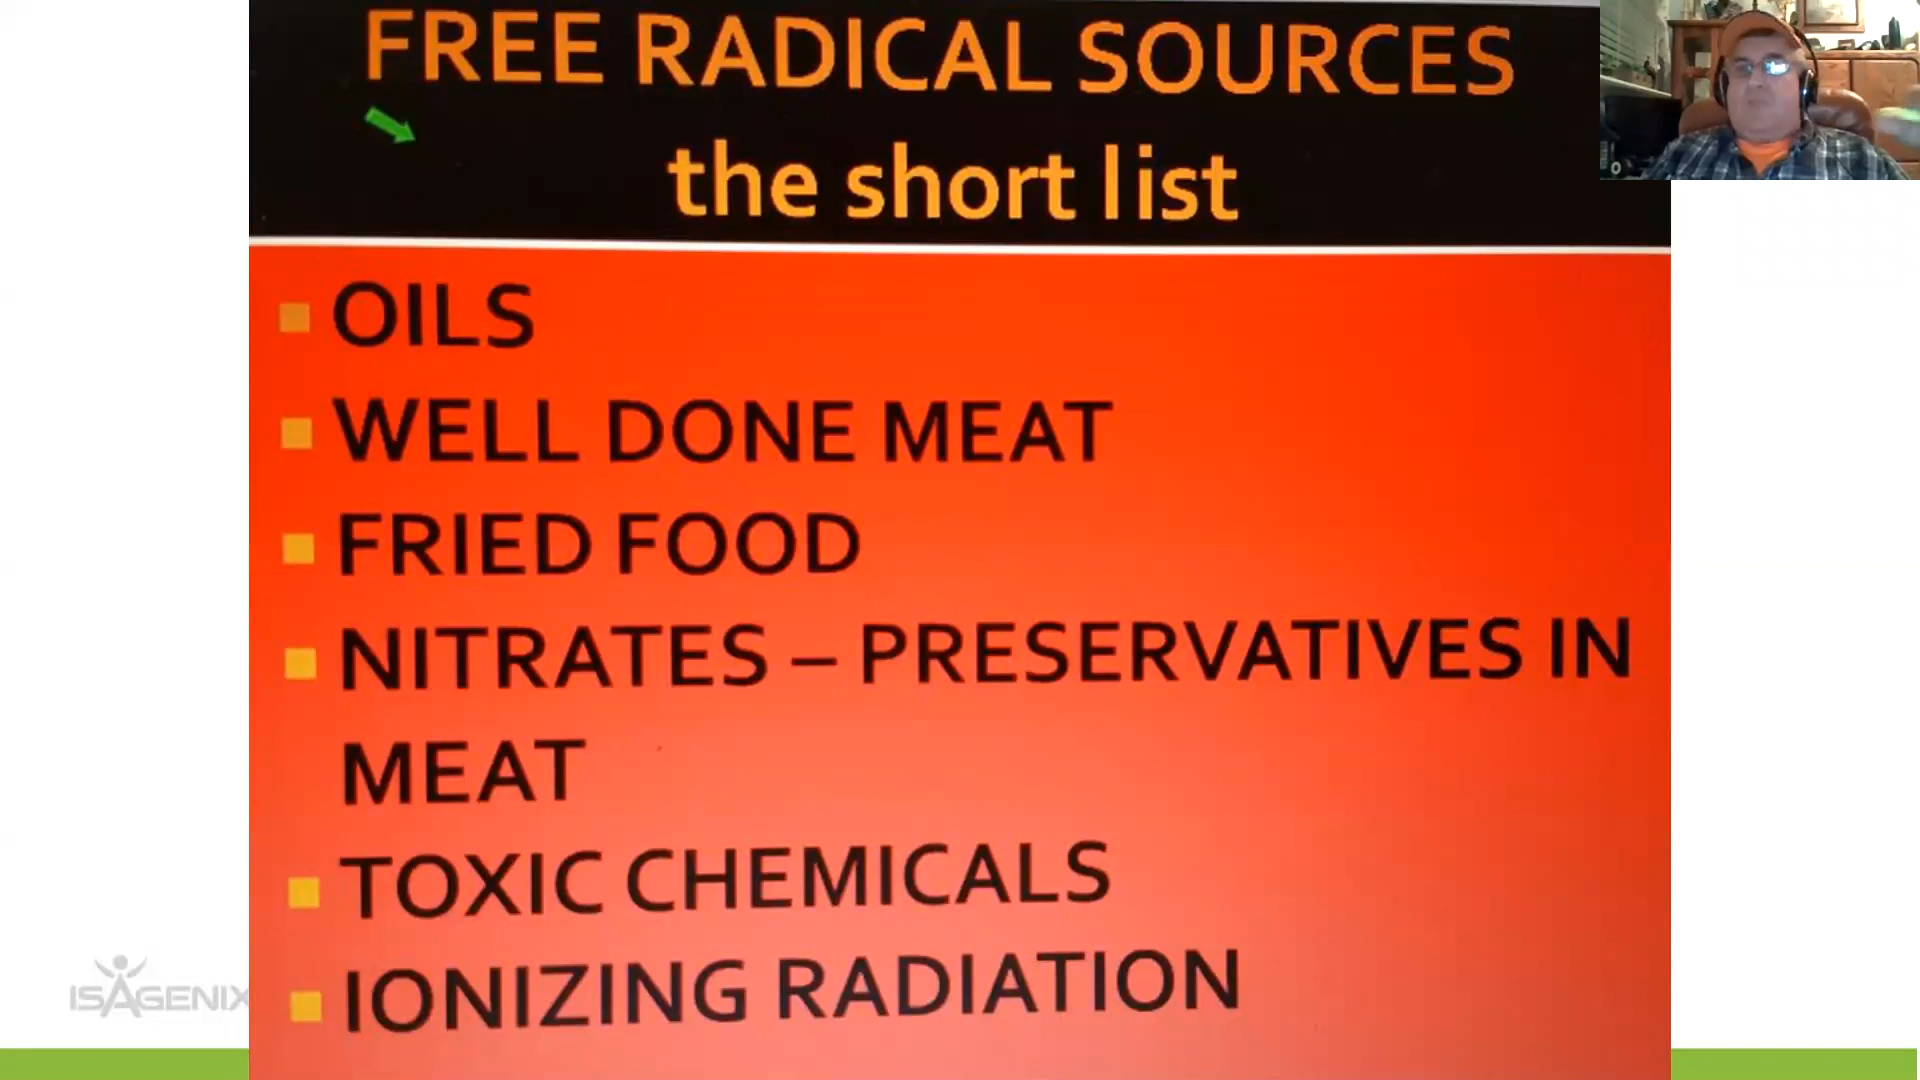 FREE RADICAL SOURCES
the short list
OILS
WELL DONE MEAT
FRIED FOOD
NITRATES – PRESERVATIVES IN
MEAT
TOXIC CHEMICALS
IONIZING RADIATION
ISAGENIX